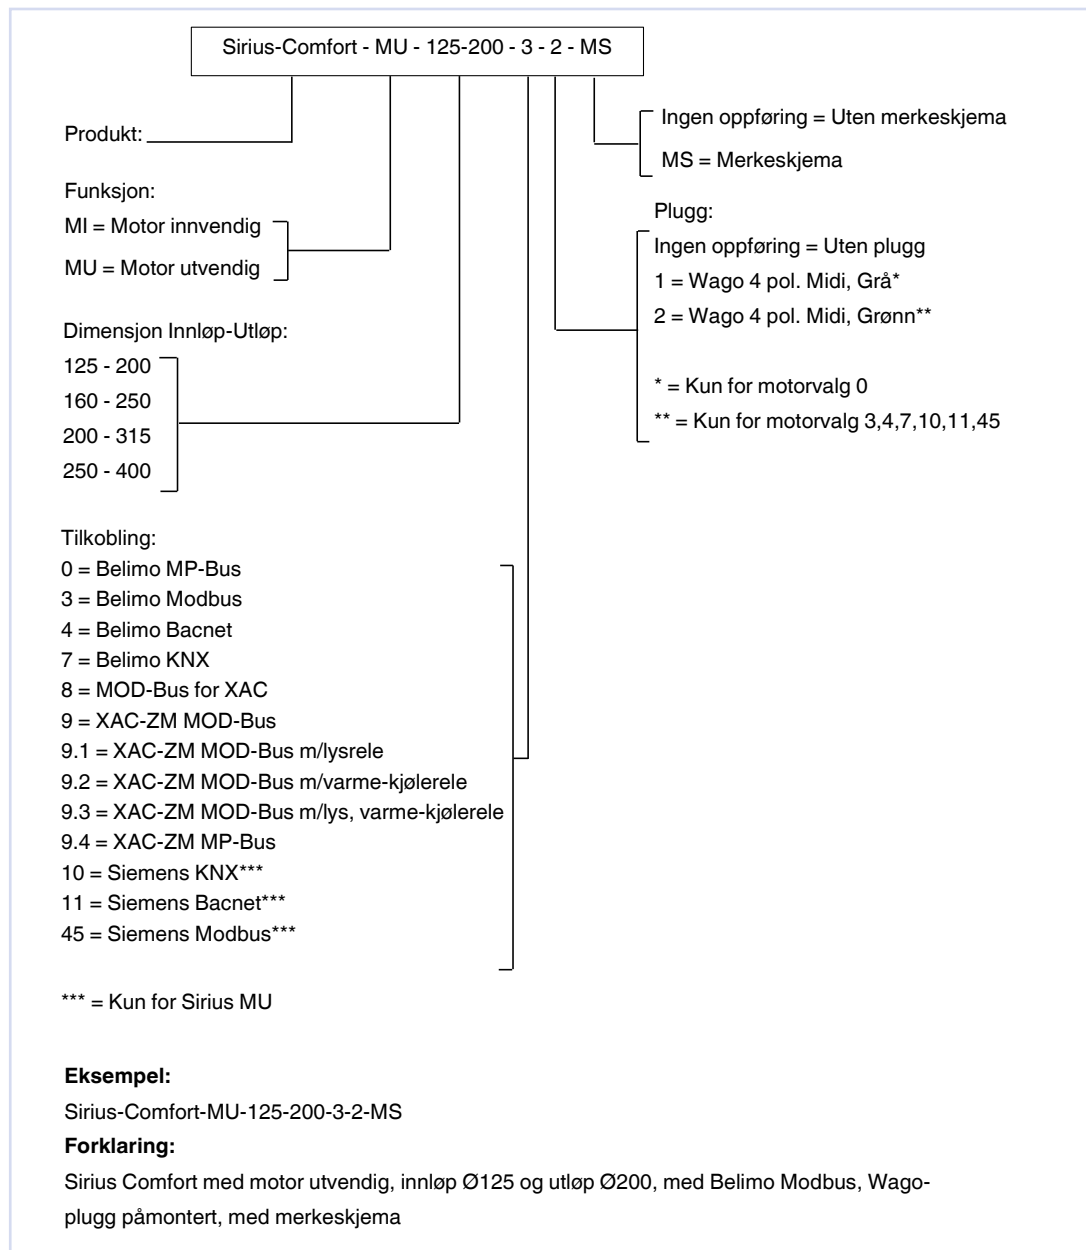 Sirius-Comfort - MU - 125-200 - 3 - 2 - MS
Produkt:
Funksjon:
MI = Motor innvendig
MU = Motor utvendig
Dimensjon Innløp-Utløp:
125 - 200
160 - 250
200 - 315
250 - 400
Tilkobling:
0 = Belimo MP-Bus
3 = Belimo Modbus
4 = Belimo Bacnet
7 = Belimo KNX
8 = MOD-Bus for XAC
9 = XAC-ZM MOD-Bus
9.1 = XAC-ZM MOD-Bus m/lysrele
9.2 = XAC-ZM MOD-Bus m/varme-kjølerele
9.3 = XAC-ZM MOD-Bus m/lys, varme-kjølerele
9.4 = XAC-ZM MP-Bus
10 = Siemens KNX***
11 = Siemens Bacnet***
45 = Siemens Modbus***
*** = Kun for Sirius MU
Ingen oppføring = Uten merkeskjema
MS = Merkeskjema
Plugg:
Ingen oppføring = Uten plugg
1 = Wago 4 pol. Midi, Grå*
2 = Wago 4 pol. Midi, Grønn**
* = Kun for motorvalg 0
** = Kun for motorvalg 3,4,7,10,11,45
Eksempel:
Sirius-Comfort-MU-125-200-3-2-MS
Forklaring:
Sirius Comfort med motor utvendig, innløp Ø125 og utløp Ø200, med Belimo Modbus, Wago-
plugg påmontert, med merkeskjema